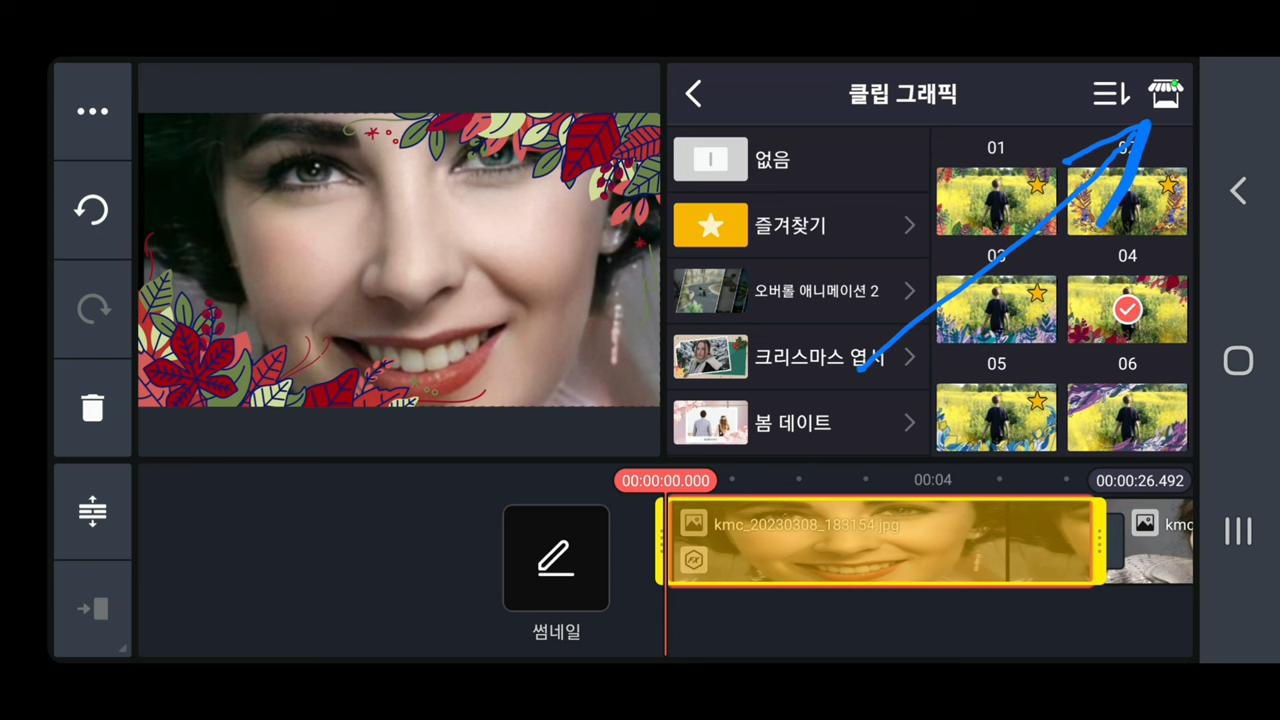 클립 그래픽
없음
즐겨찾기
오버롤 애니메이션 2
크리스마스 엽서
봄 데이트
01
02
03
04
05
06
00:00:00.000
00:04
00:00:26.492
kmc_20230308_183154.jpg
kmc
FX
썸네일